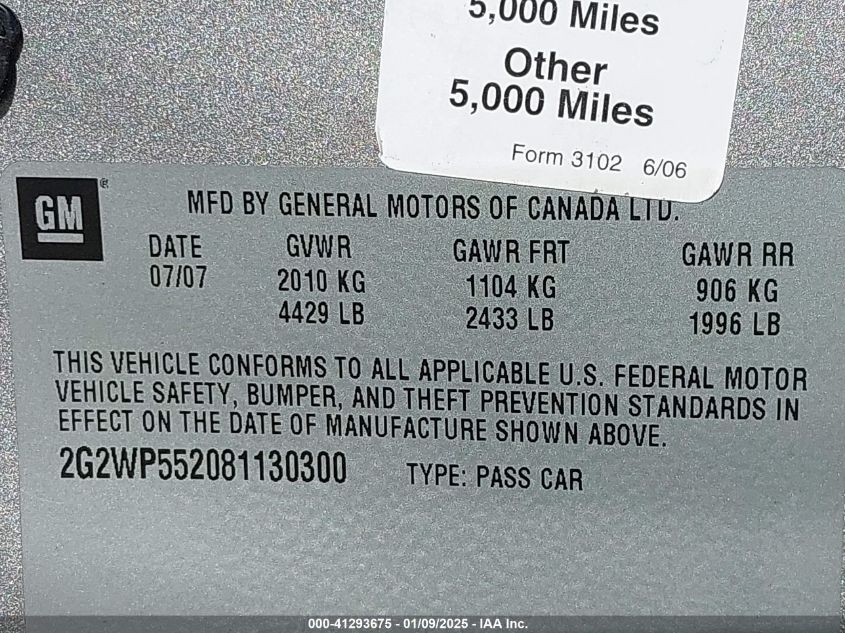 5,000 Miles
Other
5,000 Miles
Form 3102 6/06
GM®
MFD BY GENERAL MOTORS OF CANADA LTD.
DATE GVWR GAWR FRT GAWR RR
07/07 2010 KG 1104 KG 906 KG
4429 LB 2433 LB 1996 LB
THIS VEHICLE CONFORMS TO ALL APPLICABLE U.S. FEDERAL MOTOR
VEHICLE SAFETY, BUMPER, AND THEFT PREVENTION STANDARDS IN
EFFECT ON THE DATE OF MANUFACTURE SHOWN ABOVE.
2G2WP552081130300 TYPE: PASS CAR
000-41293675 - 01/09/2025 - IAA Inc.